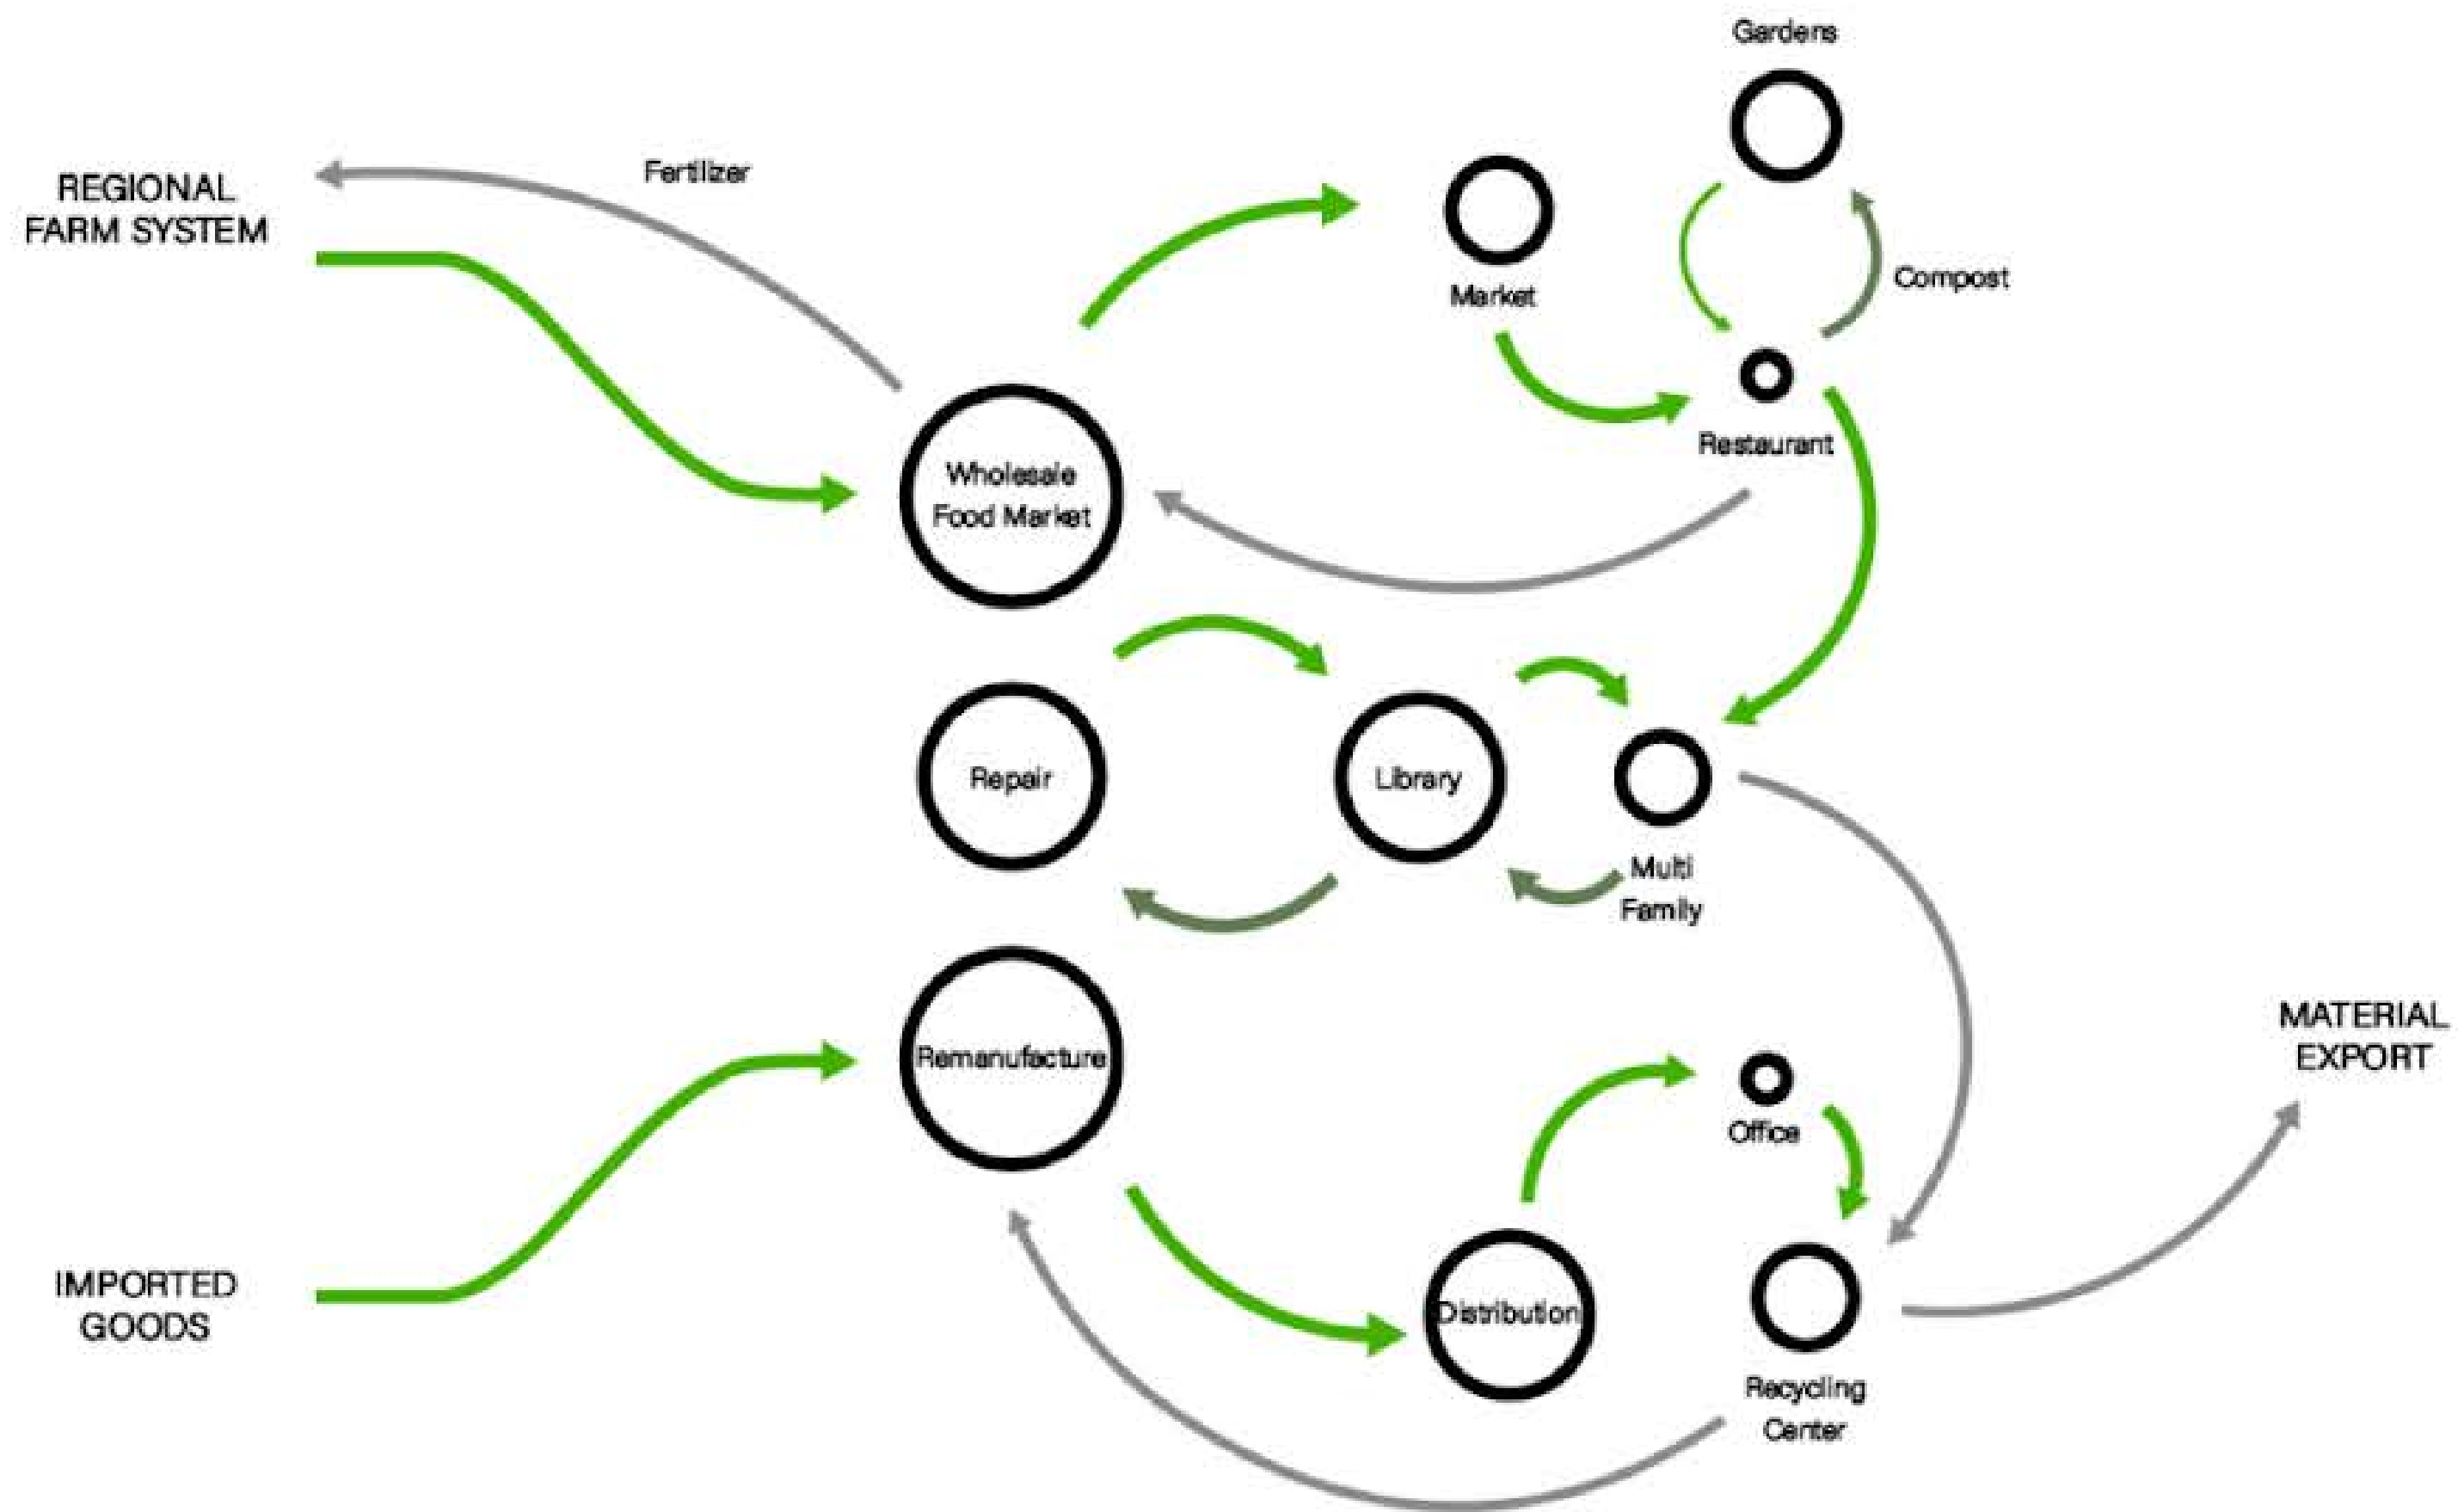 Gardens
REGIONAL
FARM SYSTEM
Fertilizer
Market
Compost
Restaurant
Wholesale
Food Market
Repair
Library
Multi
Family
Remanufacture
Office
MATERIAL
EXPORT
IMPORTED
GOODS
Distribution
Recycling
Center